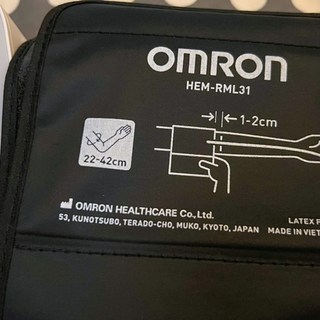 OMRON
HEM-RML31
1-2cm
22-42cm
OMRON HEALTHCARE Co., Ltd.
53, KUNOTSUBO, TERADO-CHO, MUKO, KYOTO, JAPAN
LATEX
MADE IN